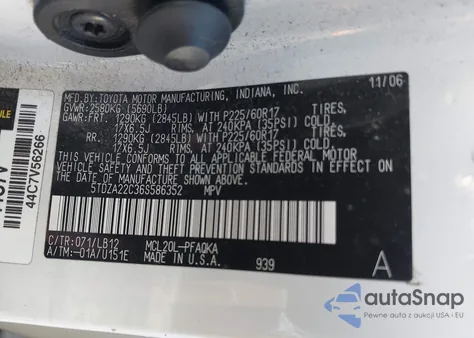 MFD. BY: TOYOTA MOTOR MANUFACTURING, INDIANA, INC. 11/06
GVWR: 2580KG (5690LB)
GAWR: FRT. 1290KG (2845LB) WITH P225/60R17 TIRES,
17X6.5J RIMS, AT 240KPA (35PSI) COLD
RR. 1290KG (2845LB) WITH P225/60R17 TIRES,
17X6.5J RIMS, AT 240KPA (35PSI) COLD
THIS VEHICLE CONFORMS TO ALL APPLICABLE FEDERAL MOTOR
VEHICLE SAFETY AND THEFT PREVENTION STANDARDS IN EFFECT
ON THE DATE OF MANUFACTURE SHOWN ABOVE.
5TDZA22C36S586352 MPV
C/TR: 071/LB12 MCL20L-PFAQKA
A/TM: -01A/U151E MADE IN U.S.A. 939 A
44C7V56266
autoSnap
Pewne auta z USA i EU